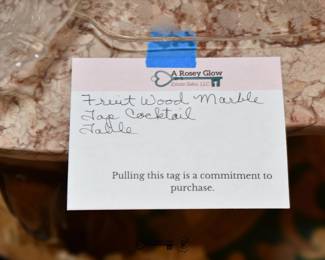 A Rosey Glow
Estate Sales, LLC
Fruit Wood Marble
Top Cocktail
Table
Pulling this tag is a commitment to
purchase.